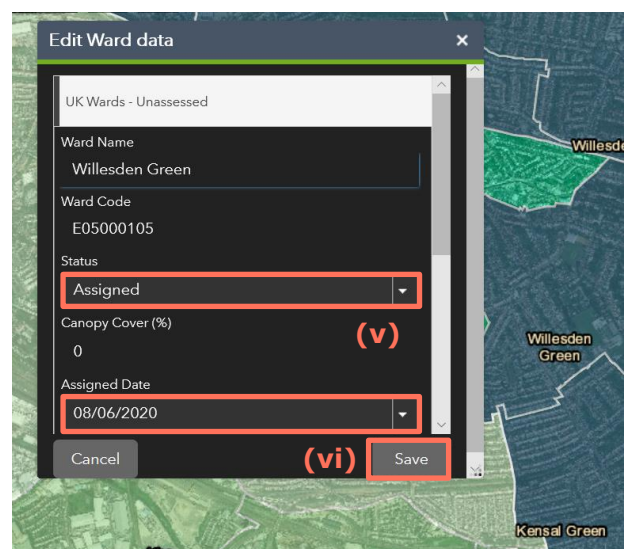 Edit Ward data
UK Wards - Unassessed
Ward Name
Willesden Green
Ward Code
E05000105
Status
Assigned
Canopy Cover (%)
(v)
0
Assigned Date
08/06/2020
Cancel
(vi)
Save
Willesden
Green
Kensal Green